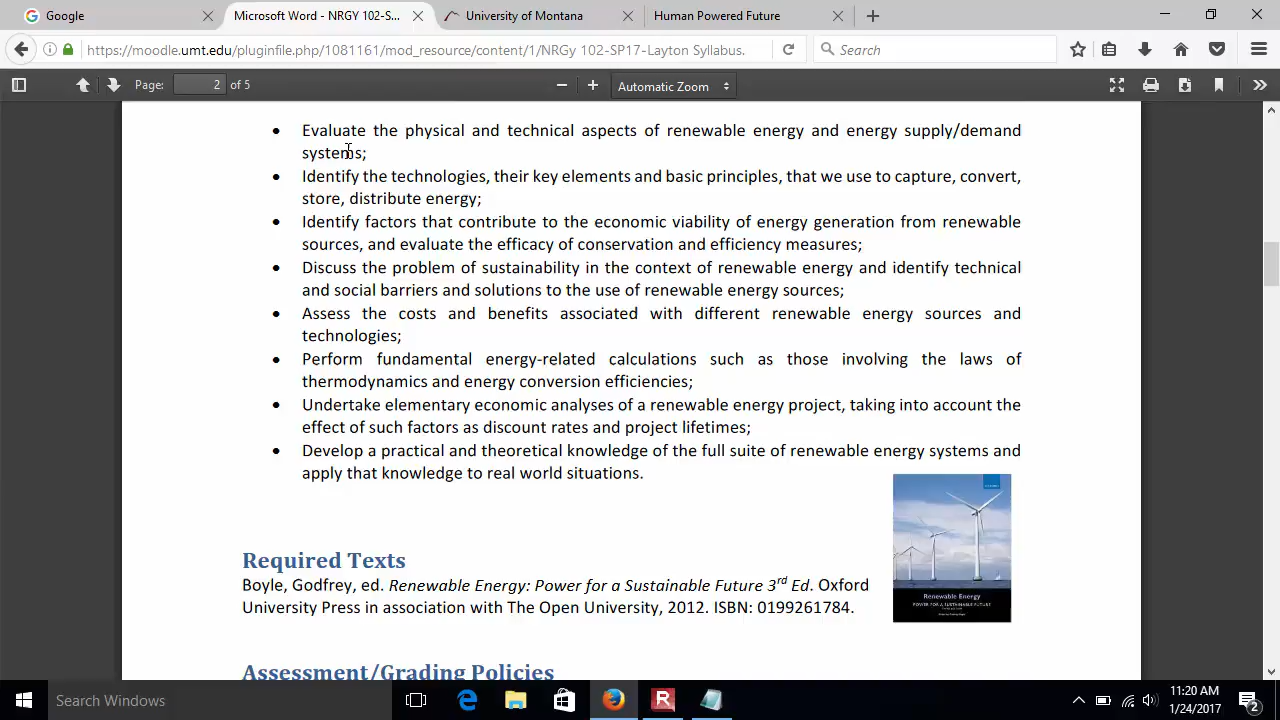 Google
Microsoft Word - NRGY 102-S...
University of Montana
Human Powered Future
https://moodle.umt.edu/pluginfile.php/1081161/mod_resource/content/1/NRGy 102-SP17-Layton Syllabus.
Search
Page: 2 of 5
Automatic Zoom
• Evaluate the physical and technical aspects of renewable energy and energy supply/demand
systems;
• Identify the technologies, their key elements and basic principles, that we use to capture, convert,
store, distribute energy;
• Identify factors that contribute to the economic viability of energy generation from renewable
sources, and evaluate the efficacy of conservation and efficiency measures;
• Discuss the problem of sustainability in the context of renewable energy and identify technical
and social barriers and solutions to the use of renewable energy sources;
• Assess the costs and benefits associated with different renewable energy sources and
technologies;
• Perform fundamental energy-related calculations such as those involving the laws of
thermodynamics and energy conversion efficiencies;
• Undertake elementary economic analyses of a renewable energy project, taking into account the
effect of such factors as discount rates and project lifetimes;
• Develop a practical and theoretical knowledge of the full suite of renewable energy systems and
apply that knowledge to real world situations.
Required Texts
Boyle, Godfrey, ed. Renewable Energy: Power for a Sustainable Future 3rd Ed. Oxford
University Press in association with The Open University, 2012. ISBN: 0199261784.
Renewable Energy
POWER FOR A SUSTAINABLE FUTURE
Assessment/Grading Policies
Search Windows
11:20 AM
1/24/2017
2